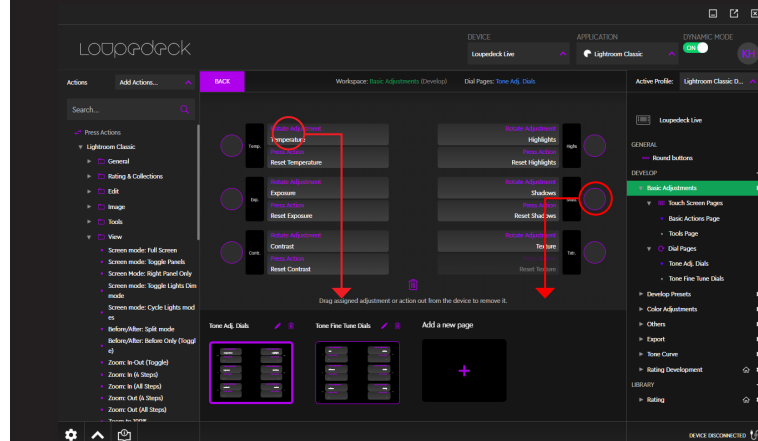 Loupedeck
DEVICE
Loupedeck Live
APPLICATION
Lightroom Classic
DYNAMIC MODE
ON
KH
Actions
Add Actions...
BACK
Workspace: Basic Adjustments (Develop)
Dial Pages: Tone Adj. Dials
Active Profile:
Lightroom Classic D...
Search...
Press Actions
Lightroom Classic
General
Rating & Collections
Edit
Image
Tools
View
Screen mode: Full Screen
Screen mode: Toggle Panels
Screen Mode: Right Panel Only
Screen mode: Toggle Lights Dim
mode
Screen mode: Cycle Lights mod
es
Before/After: Split mode
Before/After: Before Only (Toggl
e)
Zoom: In-Out (Toggle)
Zoom: In (4 Steps)
Zoom: In (All Steps)
Zoom: Out (4 Steps)
Zoom: Out (All Steps)
Temp.
Rotate Adjustment
Temperature
Press Action
Reset Temperature
Exp.
Rotate Adjustment
Exposure
Press Action
Reset Exposure
Cont.
Rotate Adjustment
Contrast
Press Action
Reset Contrast
Rotate Adjustment
Highlights
Press Action
Reset Highlights
Rotate Adjustment
Shadows
Press Action
Reset Shadows
Rotate Adjustment
Texture
Reset Texture
Drag assigned adjustment or action out from the device to remove it.
Tone Adj. Dials
Tone Fine Tune Dials
Add a new page
+
Loupedeck Live
GENERAL
Round buttons
DEVELOP
Basic Adjustments
Touch Screen Pages
Basic Actions Page
Tools Page
Dial Pages
Tone Adj. Dials
Tone Fine Tune Dials
Develop Presets
Color Adjustments
Others
Export
Tone Curve
Rating Development
LIBRARY
Rating
DEVICE DISCONNECTED